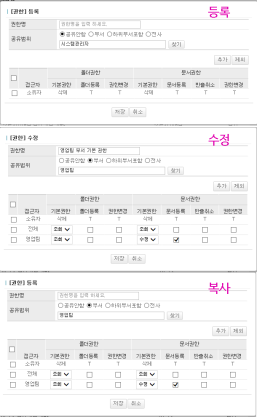 [권한] 등록
등록
권한명 권한명을 입력 하세요.
공유범위 공유안함 부서 하위부서포함 전사
시스템관리자 찾기
추가 제외
폴더권한 문서권한
접근자 기본권한 폴더등록 권한변경 기본권한 문서등록 반출취소 권한변경
소유자 삭제 T T 삭제 T T T
저장 취소
[권한] 수정
수정
권한명 영업팀 부서 기본 권한
공유범위 공유안함 부서 하위부서포함 전사
영업팀 찾기
추가 제외
폴더권한 문서권한
접근자 기본권한 폴더등록 권한변경 기본권한 문서등록 반출취소 권한변경
소유자 삭제 T T 삭제 T T T
전체 조회 조회
영업팀 조회 수정
저장 취소
[권한] 등록
복사
권한명 권한명을 입력 하세요.
공유범위 공유안함 부서 하위부서포함 전사
영업팀 찾기
추가 제외
폴더권한 문서권한
접근자 기본권한 폴더등록 권한변경 기본권한 문서등록 반출취소 권한변경
소유자 삭제 T T 삭제 T T T
전체 조회 조회
영업팀 조회 수정
저장 취소